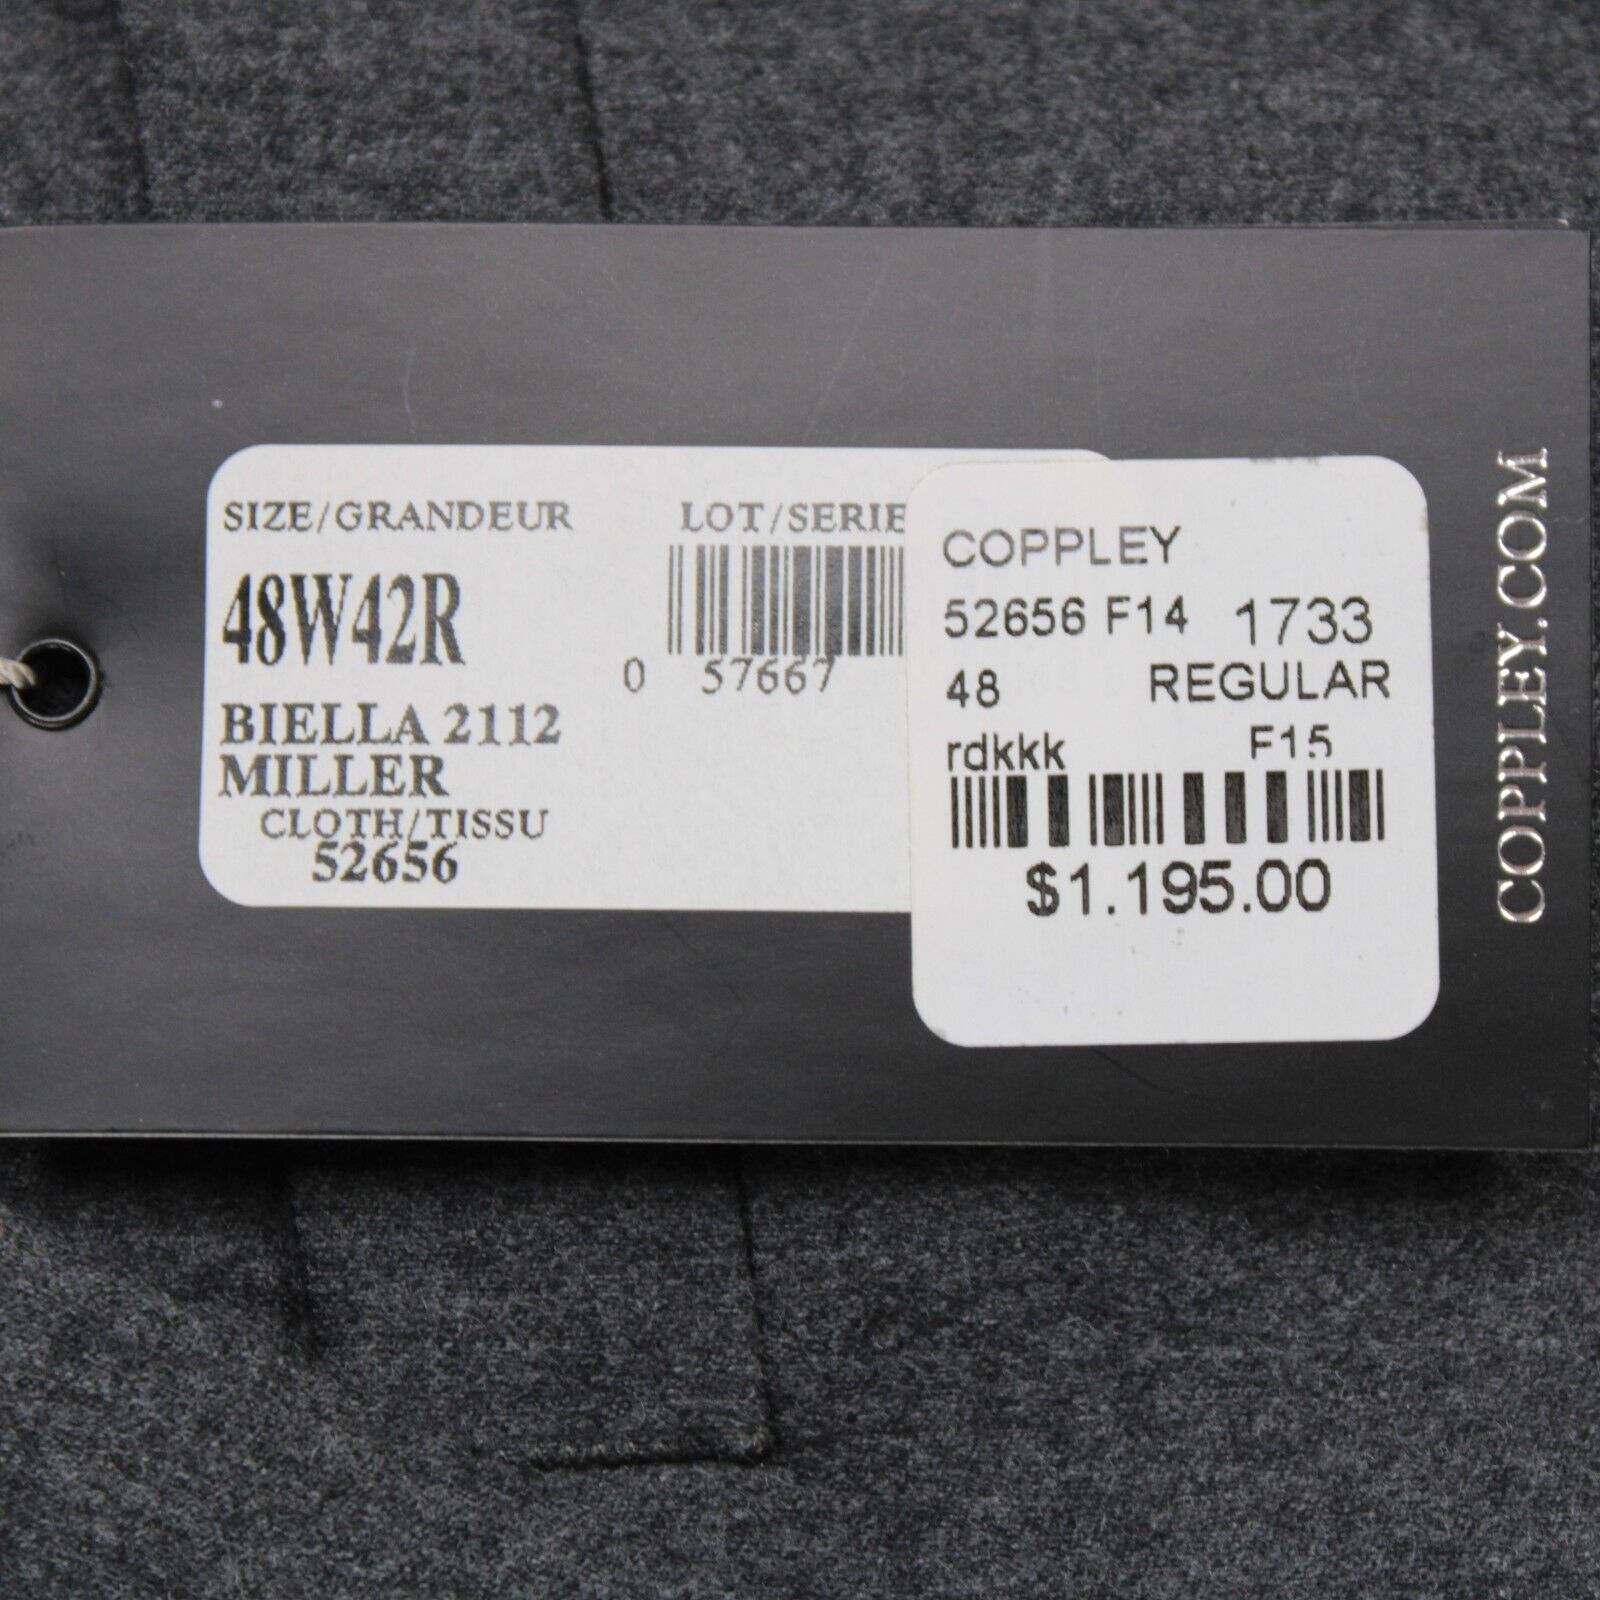 SIZE/GRANDEUR
48W42R
BIELLA 2112
MILLER
CLOTH/TISSU
52656
LOT/SERIE
0 57667
COPPLEY
52656 F14 1733
48 REGULAR
rdkkk F15
$1.195.00
COPPLEY.COM